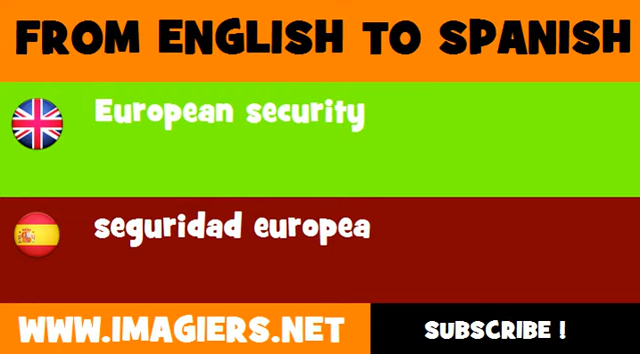 FROM ENGLISH TO SPANISH
European security
seguridad europea
WWW.IMAGIERS.NET
SUBSCRIBE !